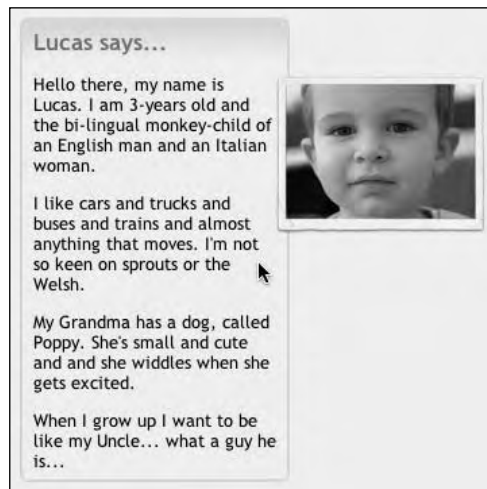 Lucas says...
Hello there, my name is
Lucas. I am 3-years old and
the bi-lingual monkey-child of
an English man and an Italian
woman.
I like cars and trucks and
buses and trains and almost
anything that moves. I'm not
so keen on sprouts or the
Welsh.
My Grandma has a dog, called
Poppy. She's small and cute
and and she widdles when she
gets excited.
When I grow up I want to be
like my Uncle... what a guy he
is...